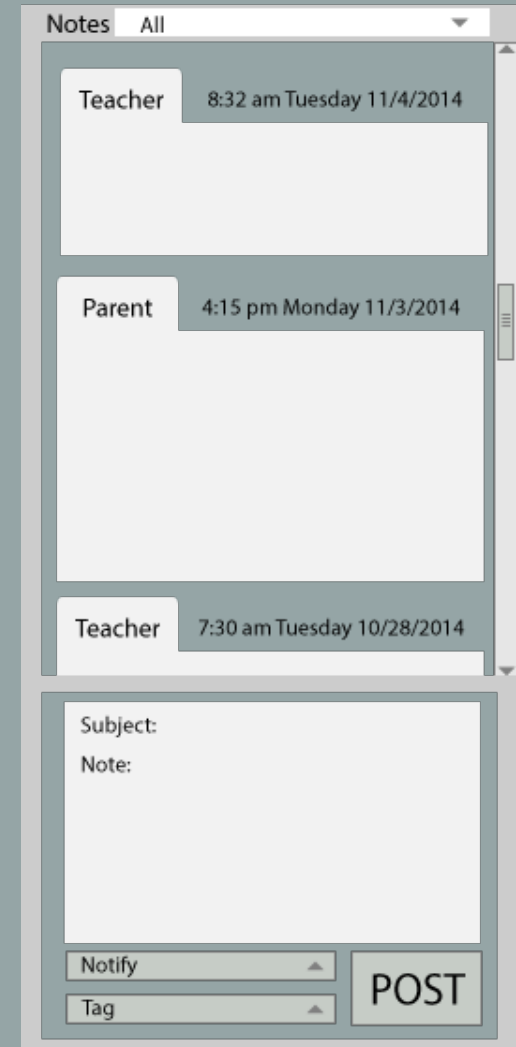 Notes All
Teacher 8:32 am Tuesday 11/4/2014
Parent 4:15 pm Monday 11/3/2014
Teacher 7:30 am Tuesday 10/28/2014
Subject:
Note:
Notify
Tag
POST